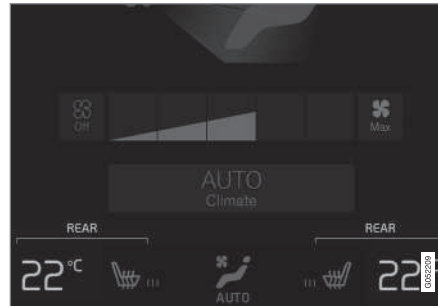 Off
Max
AUTO
Climate
REAR
REAR
22°C
AUTO
22
G052209